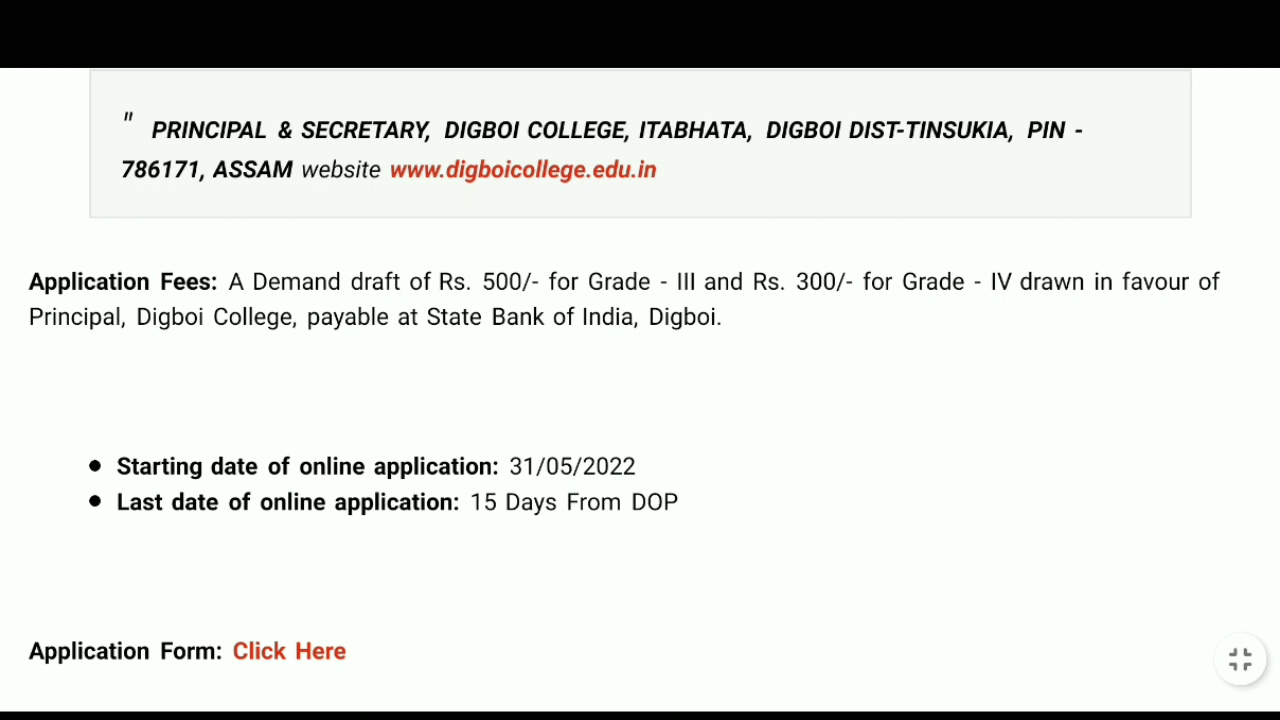 " PRINCIPAL & SECRETARY, DIGBOI COLLEGE, ITABHATA, DIGBOI DIST-TINSUKIA, PIN -
786171, ASSAM website www.digboicollege.edu.in
Application Fees: A Demand draft of Rs. 500/- for Grade - III and Rs. 300/- for Grade - IV drawn in favour of
Principal, Digboi College, payable at State Bank of India, Digboi.
• Starting date of online application: 31/05/2022
• Last date of online application: 15 Days From DOP
Application Form: Click Here